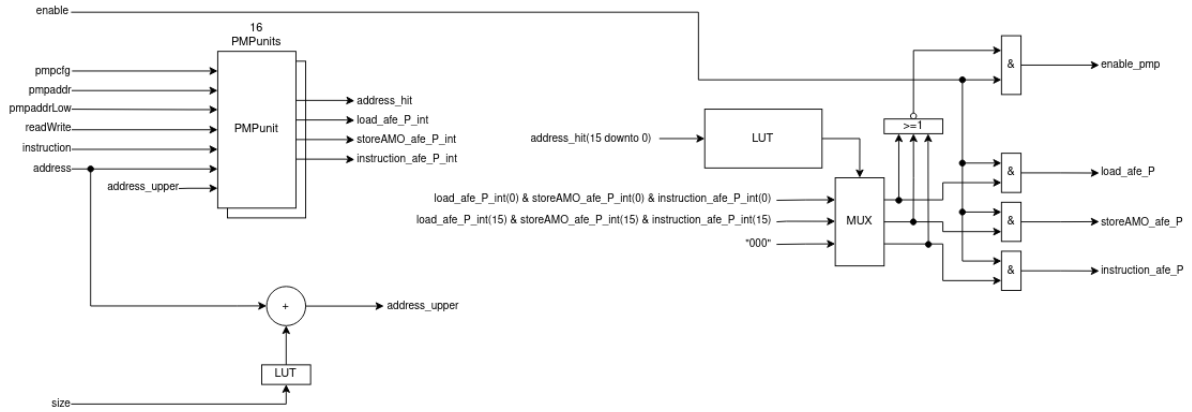 enable
16
PMPunits
pmpcfg
pmpaddr
pmpaddrLow
readWrite
instruction
address
address_upper
PMPunit
address_hit
load_afe_P_int
storeAMO_afe_P_int
instruction_afe_P_int
+
address_upper
LUT
size
address_hit(15 downto 0)
LUT
load_afe_P_int(0) & storeAMO_afe_P_int(0) & instruction_afe_P_int(0)
load_afe_P_int(15) & storeAMO_afe_P_int(15) & instruction_afe_P_int(15)
"000"
MUX
>=1
&
enable_pmp
&
load_afe_P
&
storeAMO_afe_P
&
instruction_afe_P